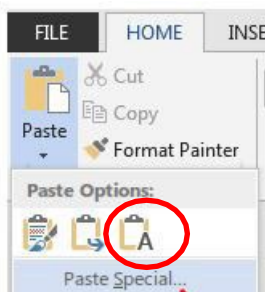 FILE HOME INSE
Cut
Copy
Paste
Format Painter
Paste Options:
A
Paste Special...